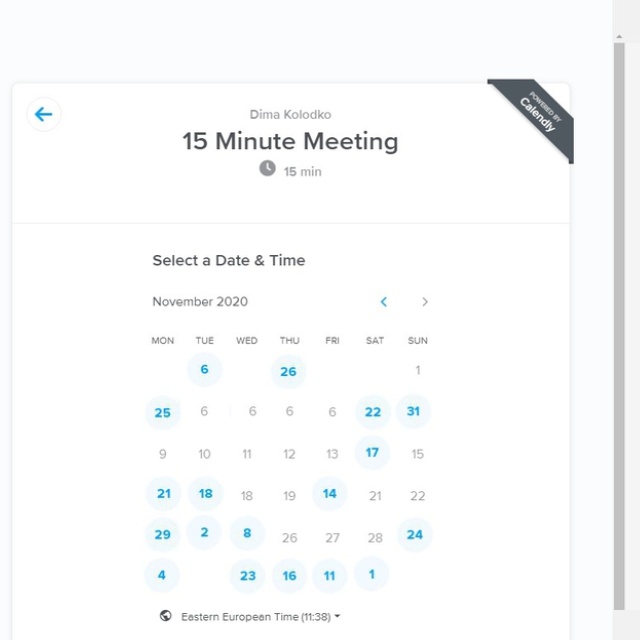 POWERED BY
Calendly
Dima Kolodko
15 Minute Meeting
15 min
Select a Date & Time
November 2020
MON TUE WED THU FRI SAT SUN
6 26 1
25 6 6 6 6 22 31
9 10 11 12 13 17 15
21 18 18 19 14 21 22
29 2 8 26 27 28 24
4 23 16 11 1
Eastern European Time (11:38)